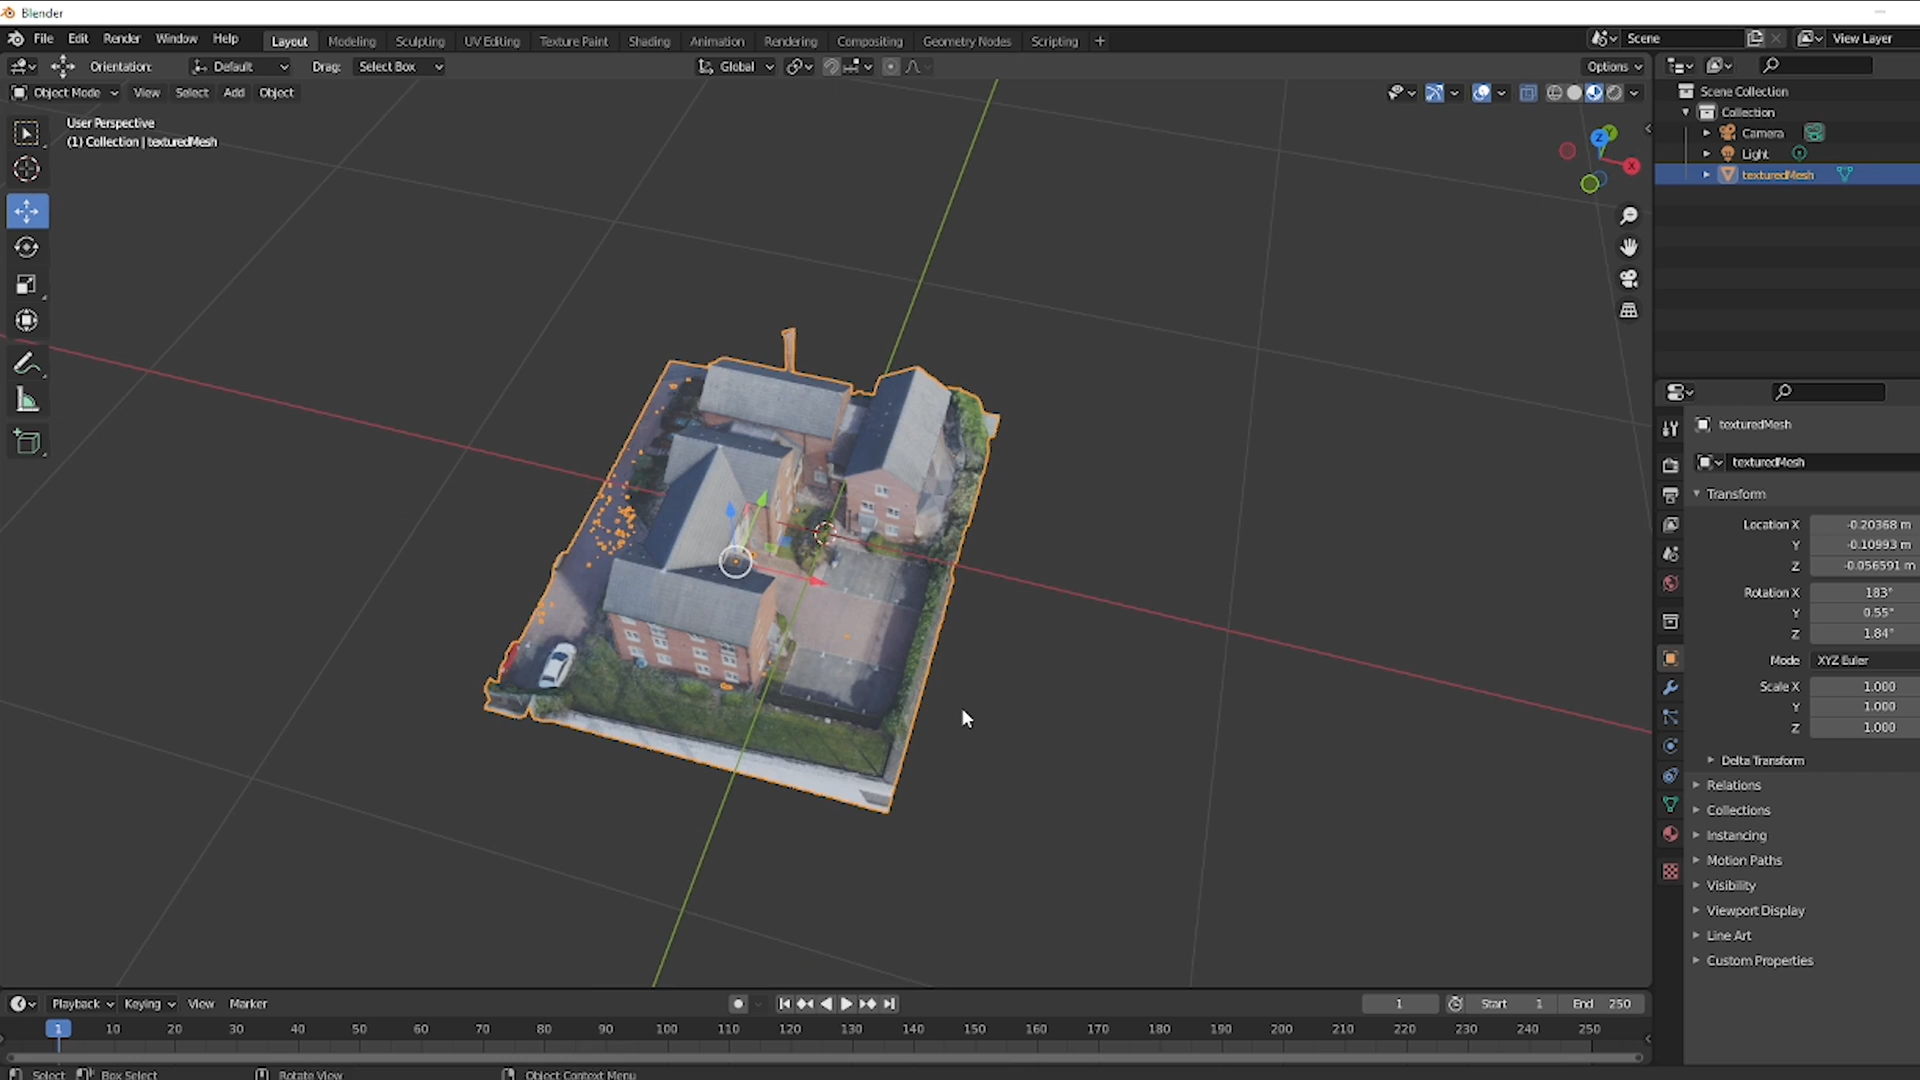 Blender
File Edit Render Window Help Layout Modeling Sculpting UV Editing Texture Paint Shading Animation Rendering Compositing Geometry Nodes Scripting + Scene View Layer
Orientation: Default Drag: Select Box Global Options
Object Mode View Select Add Object
User Perspective
(1) Collection | texturedMesh
Z
Y
X
Scene Collection
Collection
Camera
Light
texturedMesh
texturedMesh
texturedMesh
Transform
Location X -0.20368 m
Y -0.10993 m
Z -0.056591 m
Rotation X 183°
Y 0.55°
Z 1.84°
Mode XYZ Euler
Scale X 1.000
Y 1.000
Z 1.000
Delta Transform
Relations
Collections
Instancing
Motion Paths
Visibility
Viewport Display
Line Art
Custom Properties
Playback Keying View Marker 1 Start 1 End 250
1 10 20 30 40 50 60 70 80 90 100 110 120 130 140 150 160 170 180 190 200 210 220 230 240 250
Select Box Select Rotate View Object Context Menu